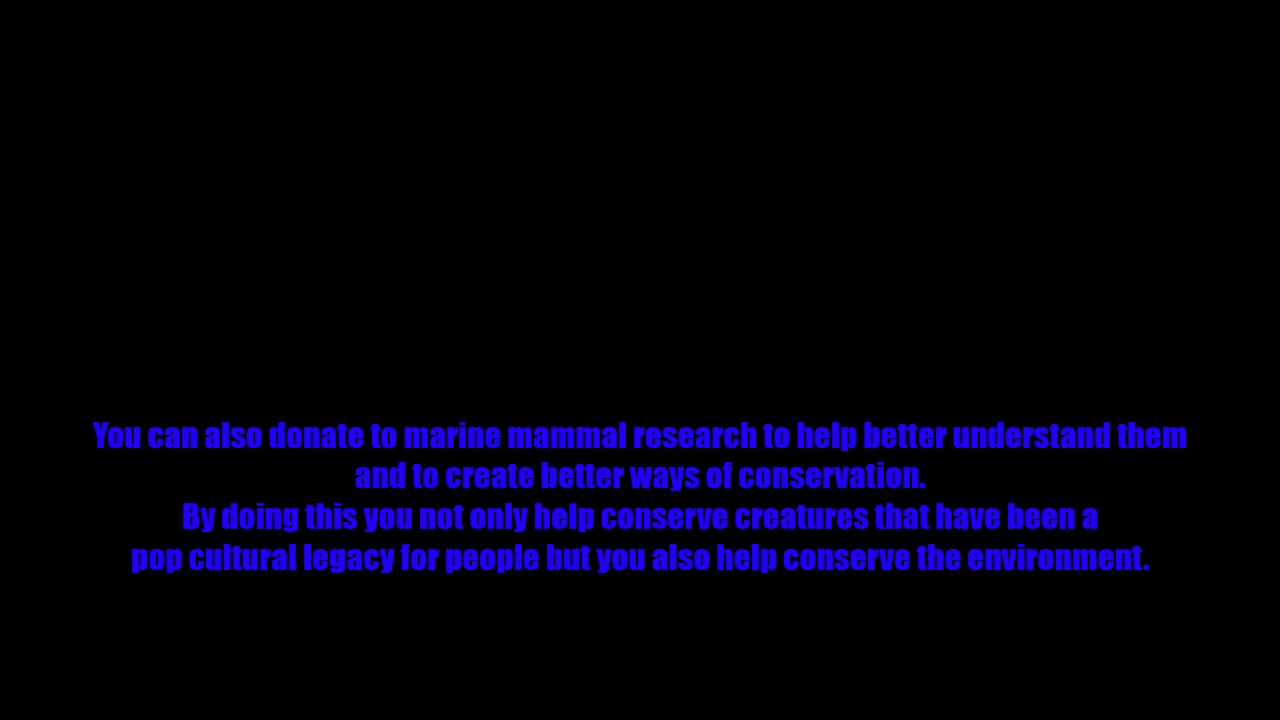 You can also donate to marine mammal research to help better understand them
and to create better ways of conservation.
By doing this you not only help conserve creatures that have been a
pop cultural legacy for people but you also help conserve the environment.